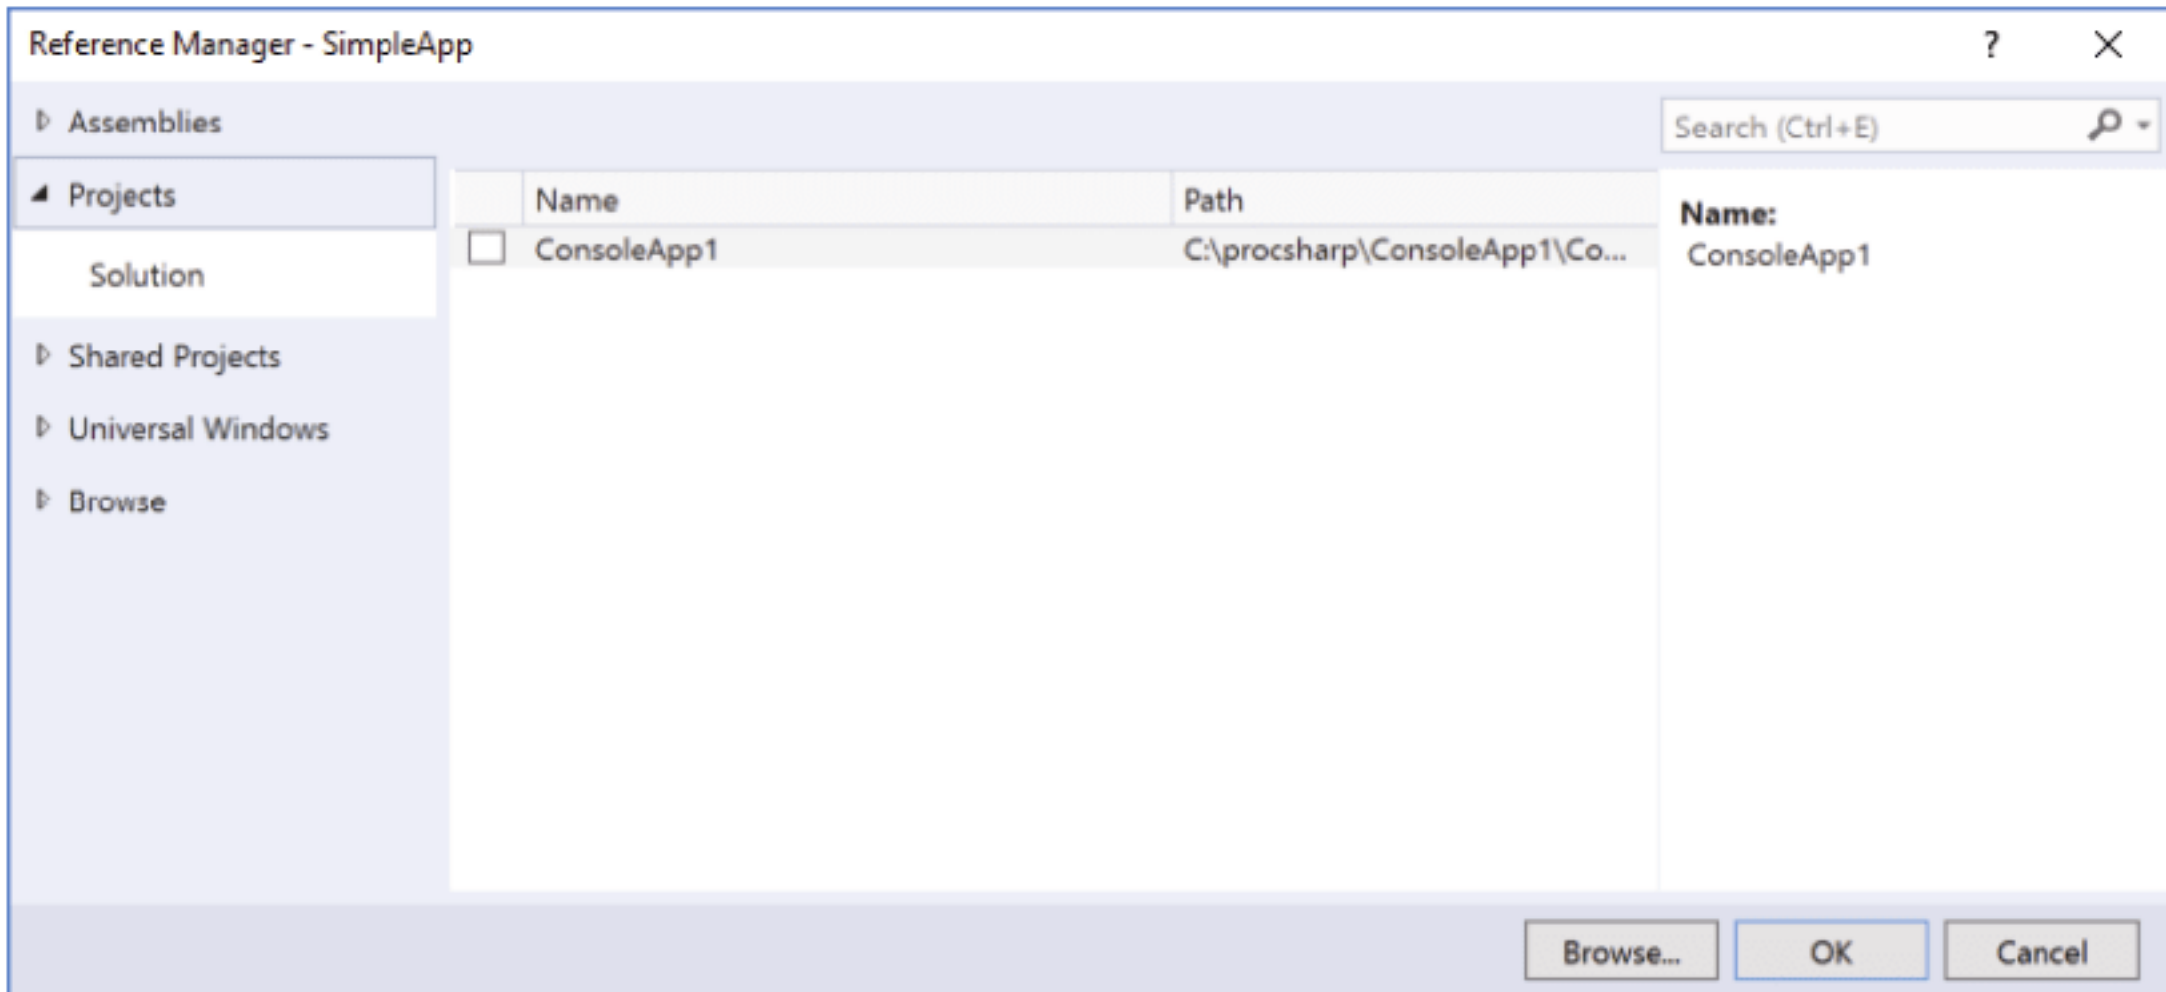 Reference Manager - SimpleApp ? ×
Assemblies
Search (Ctrl+E)
Projects
Solution
Shared Projects
Universal Windows
Browse
Name Path
ConsoleApp1 C:\procsharp\ConsoleApp1\Co...
Name:
ConsoleApp1
Browse... OK Cancel